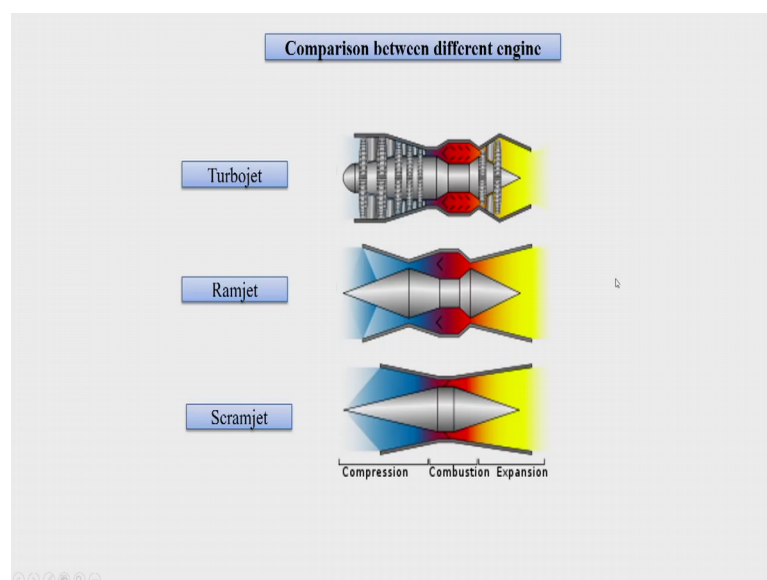 Comparison between different engine
Turbojet
Ramjet
Scramjet
Compression Combustion Expansion